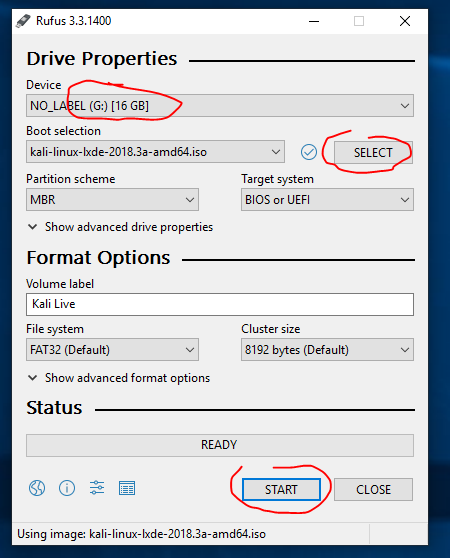 Rufus 3.3.1400
Drive Properties
Device
NO_LABEL (G:) [16 GB]
Boot selection
kali-linux-lxde-2018.3a-amd64.iso
SELECT
Partition scheme
Target system
MBR
BIOS or UEFI
Show advanced drive properties
Format Options
Volume label
Kali Live
File system
Cluster size
FAT32 (Default)
8192 bytes (Default)
Show advanced format options
Status
READY
START
CLOSE
Using image: kali-linux-lxde-2018.3a-amd64.iso